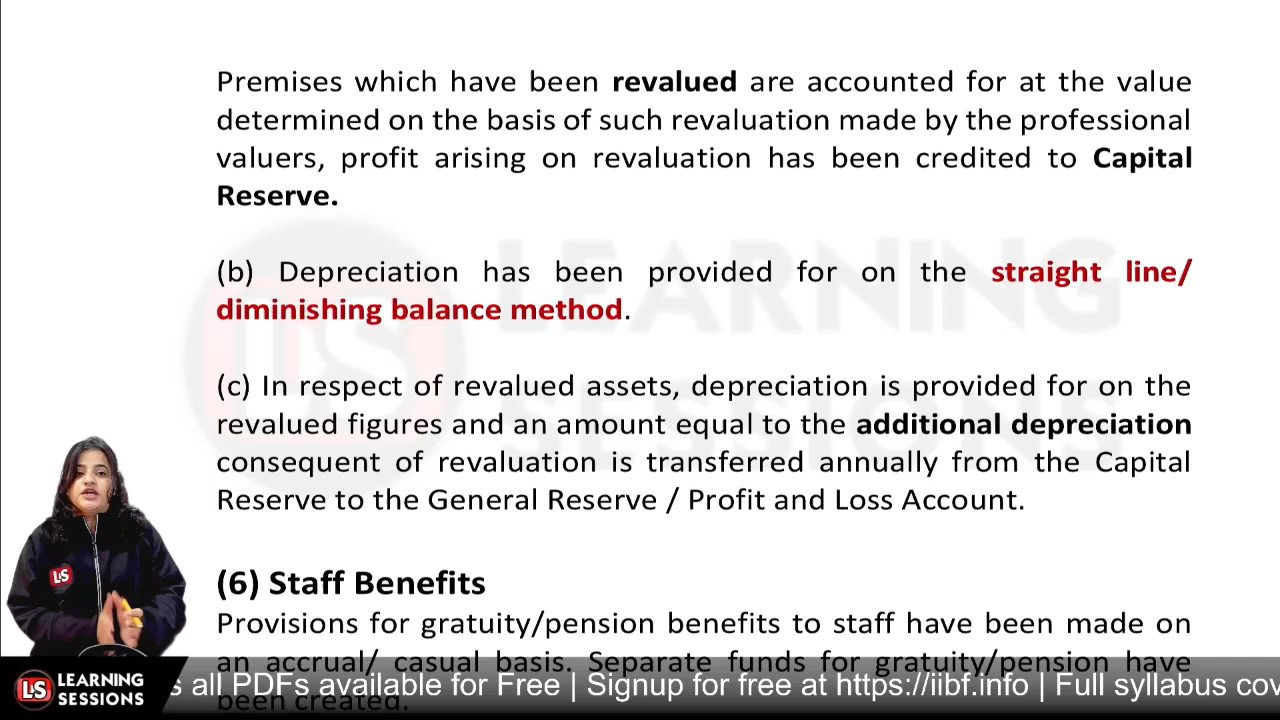 Premises which have been revalued are accounted for at the value
determined on the basis of such revaluation made by the professional
valuers, profit arising on revaluation has been credited to Capital
Reserve.
(b) Depreciation has been provided for on the straight line/
diminishing balance method.
(c) In respect of revalued assets, depreciation is provided for on the
revalued figures and an amount equal to the additional depreciation
consequent of revaluation is transferred annually from the Capital
Reserve to the General Reserve / Profit and Loss Account.
(6) Staff Benefits
Provisions for gratuity/pension benefits to staff have been made on
an accrual/ casual basis. Separate funds for gratuity/pension have
been created.
LEARNING
SESSIONS
LS
LS
LEARNING
SESSIONS
s all PDFs available for Free | Signup for free at https://iibf.info | Full syllabus cov